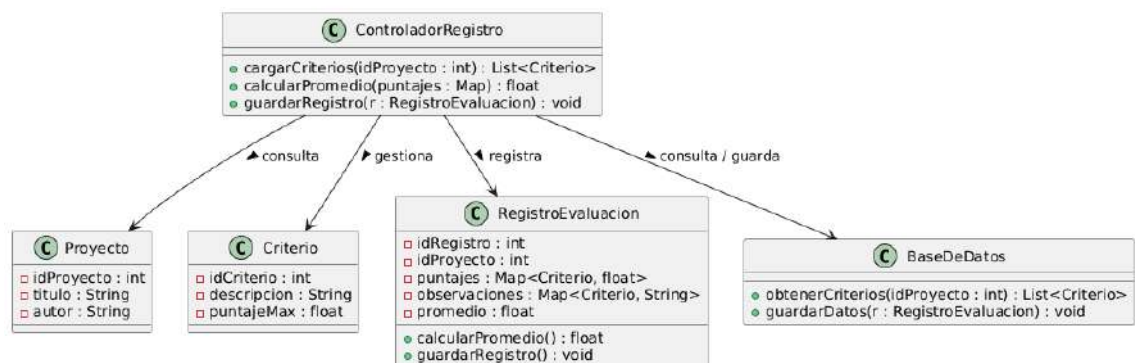 C ControladorRegistro
cargarCriterios(idProyecto : int) : List<Criterio>
calcularPromedio(puntajes : Map) : float
guardarRegistro(r : RegistroEvaluacion) : void
consulta
gestiona
registra
consulta / guarda
C Proyecto
idProyecto : int
titulo : String
autor : String
C Criterio
idCriterio : int
descripcion : String
puntajeMax : float
C RegistroEvaluacion
idRegistro : int
idProyecto : int
puntajes : Map<Criterio, float>
observaciones : Map<Criterio, String>
promedio : float
calcularPromedio() : float
guardarRegistro() : void
C BaseDeDatos
obtenerCriterios(idProyecto : int) : List<Criterio>
guardarDatos(r : RegistroEvaluacion) : void